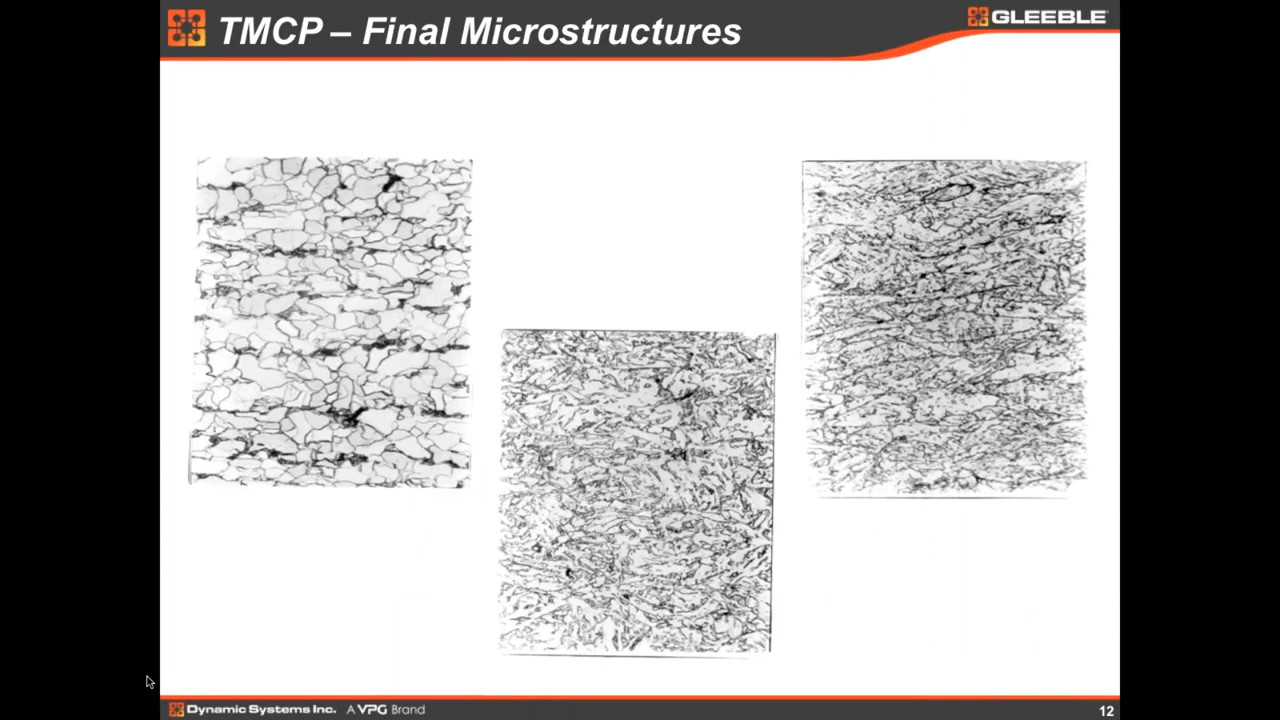 TMCP – Final Microstructures
GLEEBLE®
Dynamic Systems Inc. A VPG Brand
12